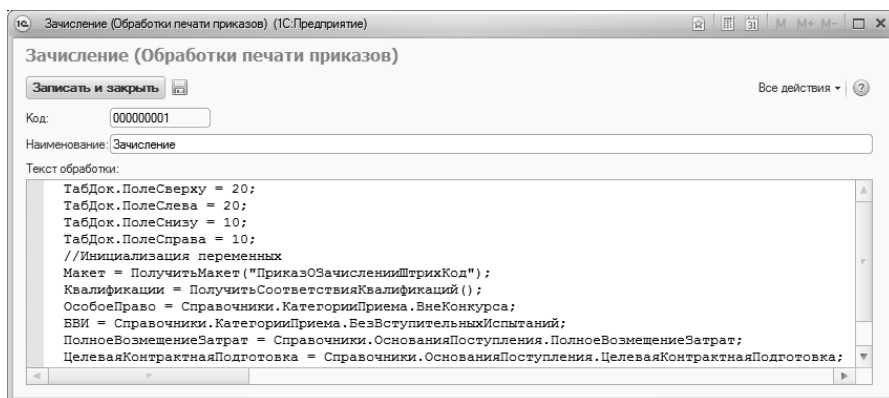 Зачисление (Обработки печати приказов) (1С:Предприятие) 31 M M+ M-
Зачисление (Обработки печати приказов)
Записать и закрыть Все действия ?
Код: 000000001
Наименование: Зачисление
Текст обработки:
ТабДок.ПолеСверху = 20;
ТабДок.ПолеСлева = 20;
ТабДок.ПолеСнизу = 10;
ТабДок.ПолеСправа = 10;
//Инициализация переменных
Макет = ПолучитьМакет("ПриказОЗачисленииШтрихКод");
Квалификации = ПолучитьСоответствияКвалификаций();
ОсобоеПраво = Справочники.КатегорииПриема.ВнеКонкурса;
БВИ = Справочники.КатегорииПриема.БезВступительныхИспытаний;
ПолноеВозмещениеЗатрат = Справочники.ОснованияПоступления.ПолноеВозмещениеЗатрат;
ЦелеваяКонтрактнаяПодготовка = Справочники.ОснованияПоступления.ЦелеваяКонтрактнаяПодготовка;